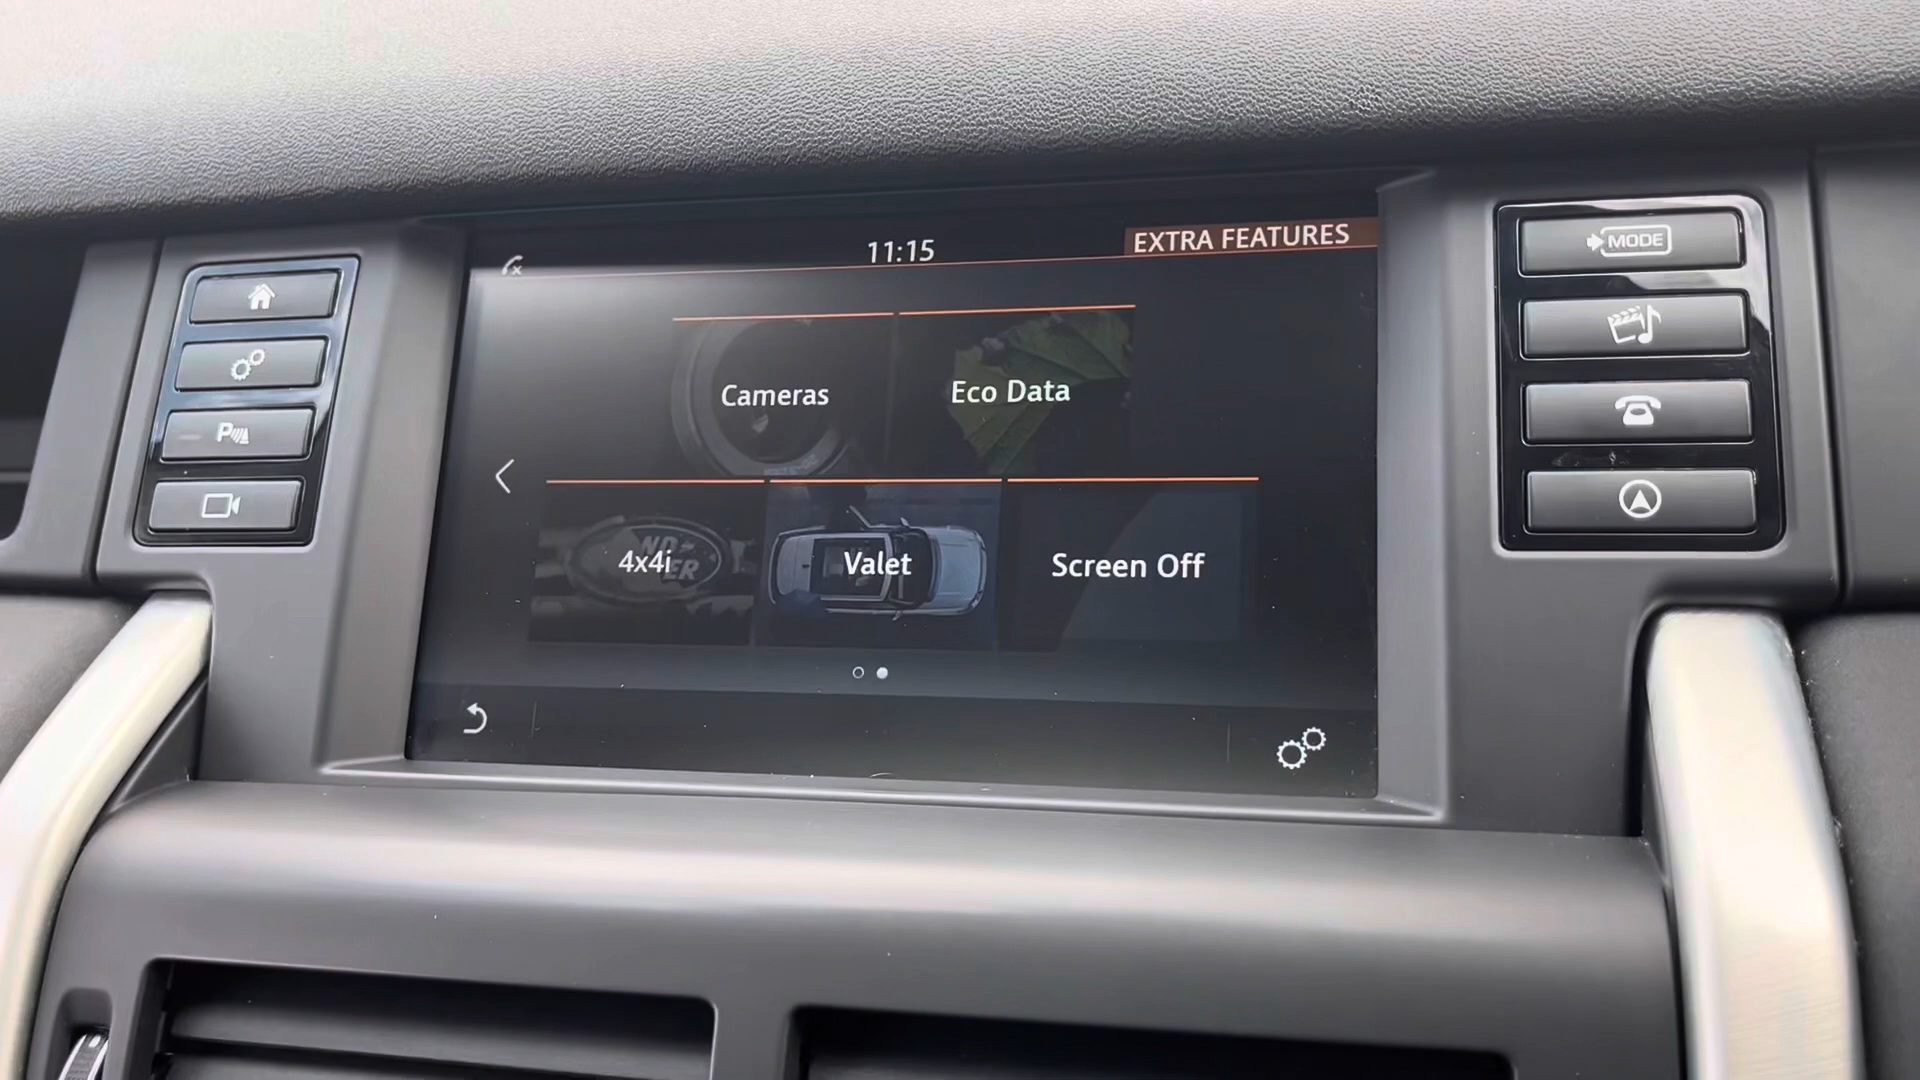 11:15
EXTRA FEATURES
MODE
Cameras
Eco Data
P
4x4i
Valet
Screen Off